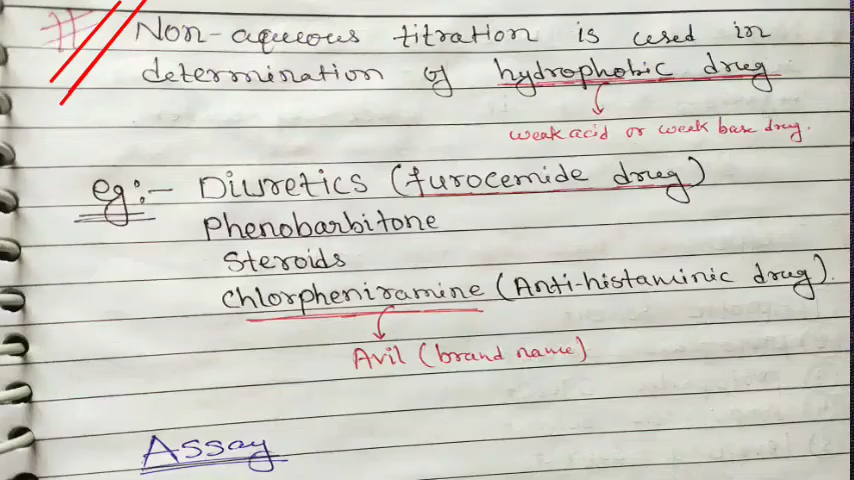 Non-aqueous titration is used in
determination of hydrophobic drug
weak acid or weak base drug.
eg:- Diuretics (furocemide drug)
Phenobarbitone
Steroids
Chlorpheniramine (Anti-histaminic drug).
Avil (brand name)
Assay